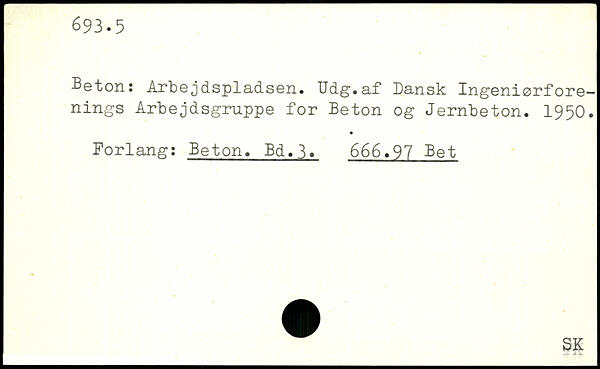 693.5
Beton: Arbejdspladsen. Udg.af Dansk Ingeniørfore-
nings Arbejdsgruppe for Beton og Jernbeton. 1950.
Forlang: Beton. Bd.3. 666.97 Bet
SK